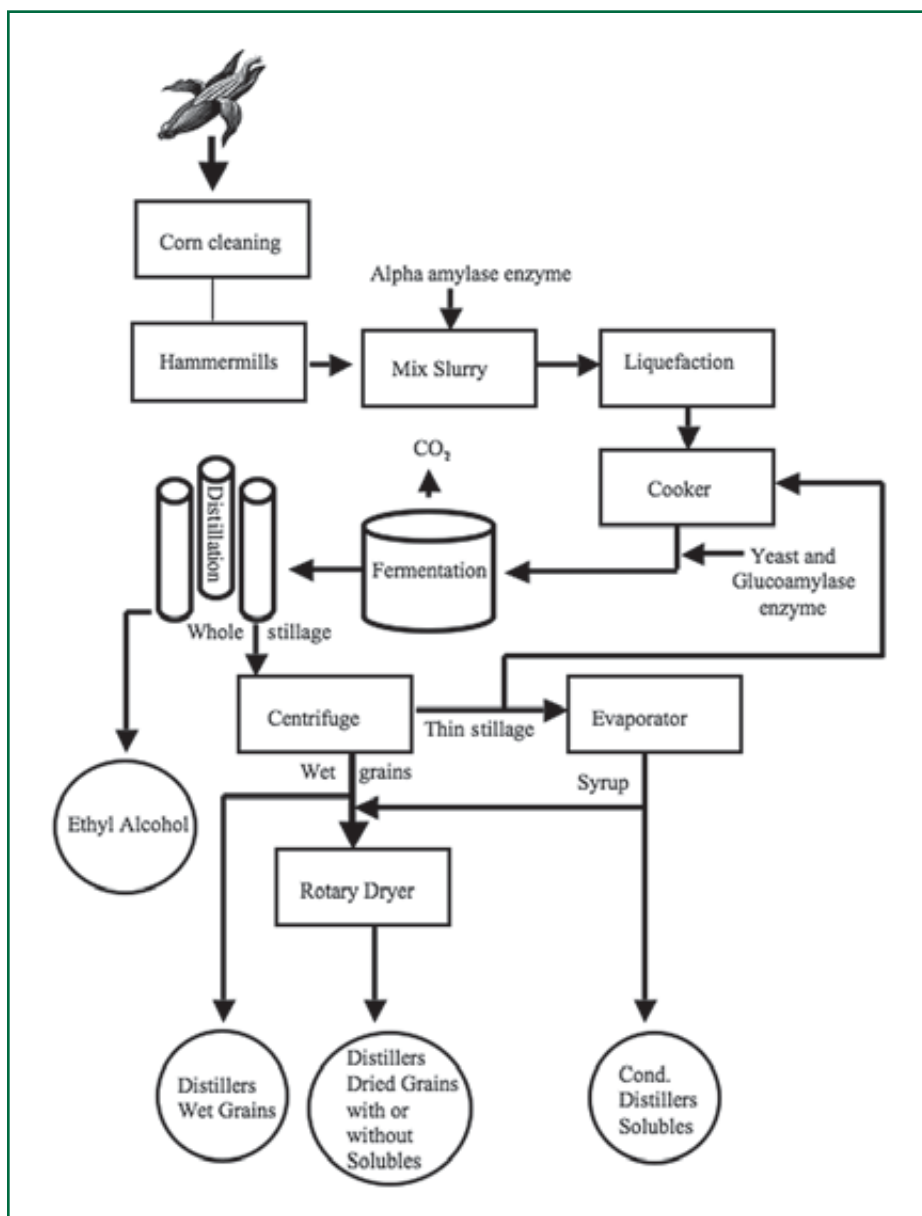 Corn cleaning
Alpha amylase enzyme
Hammermills
Mix Slurry
Liquefaction
CO₂
Cooker
Distillation
Fermentation
Yeast and
Glucoamylase
enzyme
Whole stillage
Centrifuge
Thin stillage
Evaporator
Wet grains
Syrup
Ethyl Alcohol
Rotary Dryer
Distillers
Wet Grains
Distillers
Dried Grains
with or
without
Solubles
Cond.
Distillers
Solubles